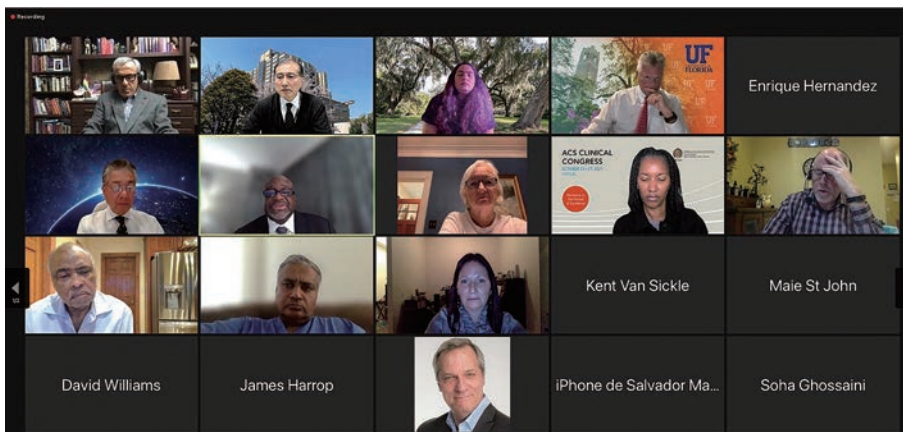 Recording
UF
FLORIDA
Enrique Hernandez
ACS CLINICAL
CONGRESS
VIRTUAL
Kent Van Sickle
Maie St John
David Williams
James Harrop
iPhone de Salvador Ma...
Soha Ghossaini